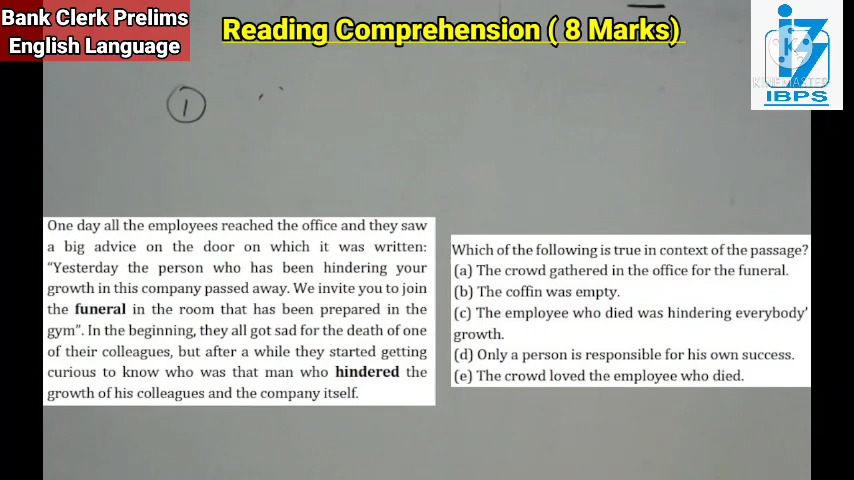 Bank Clerk Prelims
English Language
Reading Comprehension ( 8 Marks)
K
KINEMASTER
IBPS
1
One day all the employees reached the office and they saw
a big advice on the door on which it was written:
“Yesterday the person who has been hindering your
growth in this company passed away. We invite you to join
the funeral in the room that has been prepared in the
gym”. In the beginning, they all got sad for the death of one
of their colleagues, but after a while they started getting
curious to know who was that man who hindered the
growth of his colleagues and the company itself.
Which of the following is true in context of the passage?
(a) The crowd gathered in the office for the funeral.
(b) The coffin was empty.
(c) The employee who died was hindering everybody’
growth.
(d) Only a person is responsible for his own success.
(e) The crowd loved the employee who died.